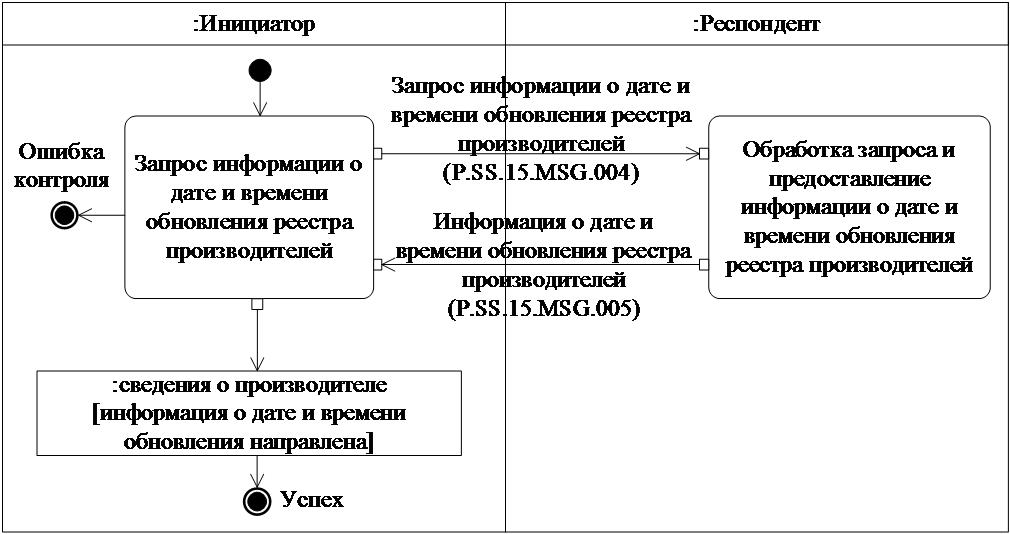 :Инициатор
:Респондент
Запрос информации о дате и
времени обновления реестра
производителей
(P.SS.15.MSG.004)
Ошибка
контроля
Запрос информации о
дате и времени
обновления реестра
производителей
Обработка запроса и
предоставление
информации о дате и
времени обновления
реестра производителей
Информация о дате и
времени обновления реестра
производителей
(P.SS.15.MSG.005)
:сведения о производителе
[информация о дате и времени
обновления направлена]
Успех